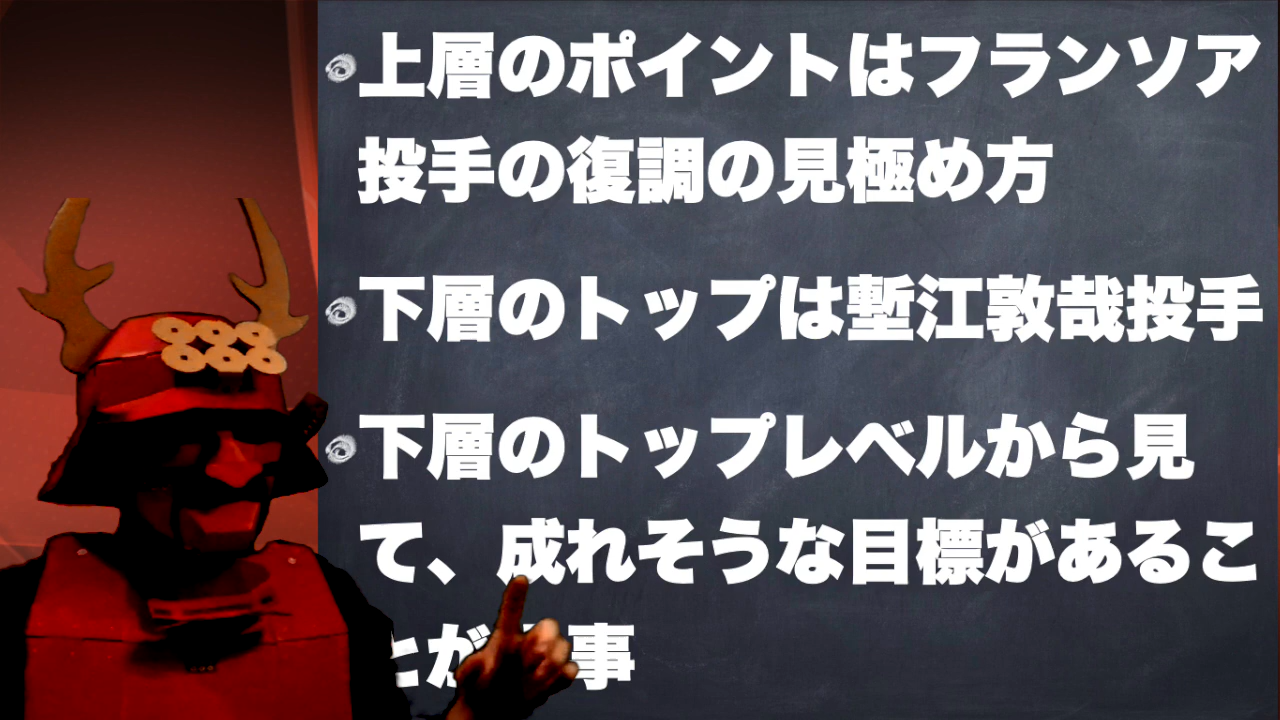 上層のポイントはフランソア
投手の復調の見極め方
下層のトップは塹江敦哉投手
下層のトップレベルから見
て、成れそうな目標があるこ
とが 事